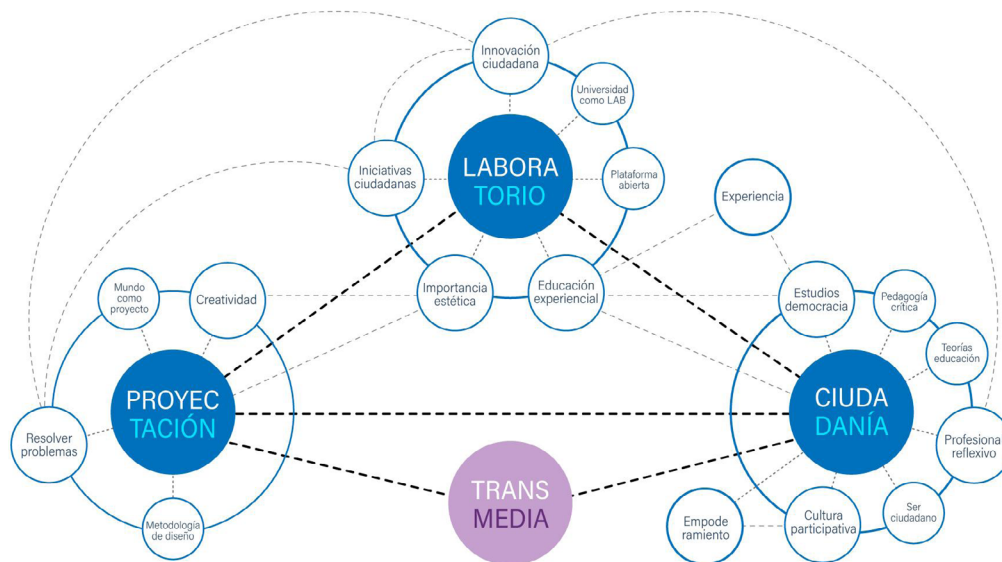 Innovación
ciudadana
Universidad
como LAB
Iniciativas
ciudadanas
LABORA
TORIO
Plataforma
abierta
Experiencia
Importancia
estética
Educación
experiencial
Mundo
como
proyecto
Creatividad
Estudios
democracia
Pedagogía
crítica
Teorías
educación
PROYEC
TACIÓN
CIUDA
DANÍA
Resolver
problemas
Profesional
reflexivo
TRANS
MEDIA
Metodología
de diseño
Empode
ramiento
Cultura
participativa
Ser
ciudadano